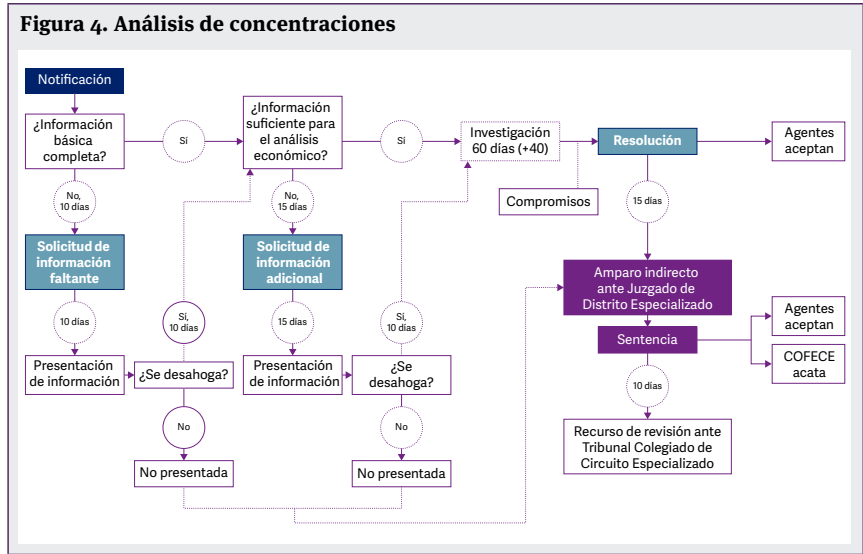 Figura 4. Análisis de concentraciones
Notificación
¿Información
básica
completa?
Sí
¿Información
suficiente para
el análisis
económico?
Sí
Investigación
60 días (+40)
Resolución
Agentes
aceptan
Compromisos
No,
10 días
No,
15 días
15 días
Solicitud de
información
faltante
Solicitud de
información
adicional
Amparo indirecto
ante Juzgado de
Distrito Especializado
10 días
Sí,
10 días
15 días
Sí,
10 días
Sentencia
Agentes
aceptan
COFECE
acata
Presentación
de información
¿Se desahoga?
Presentación
de información
¿Se
desahoga?
10 días
No
No
Recurso de revisión ante
Tribunal Colegiado de
Circuito Especializado
No presentada
No presentada